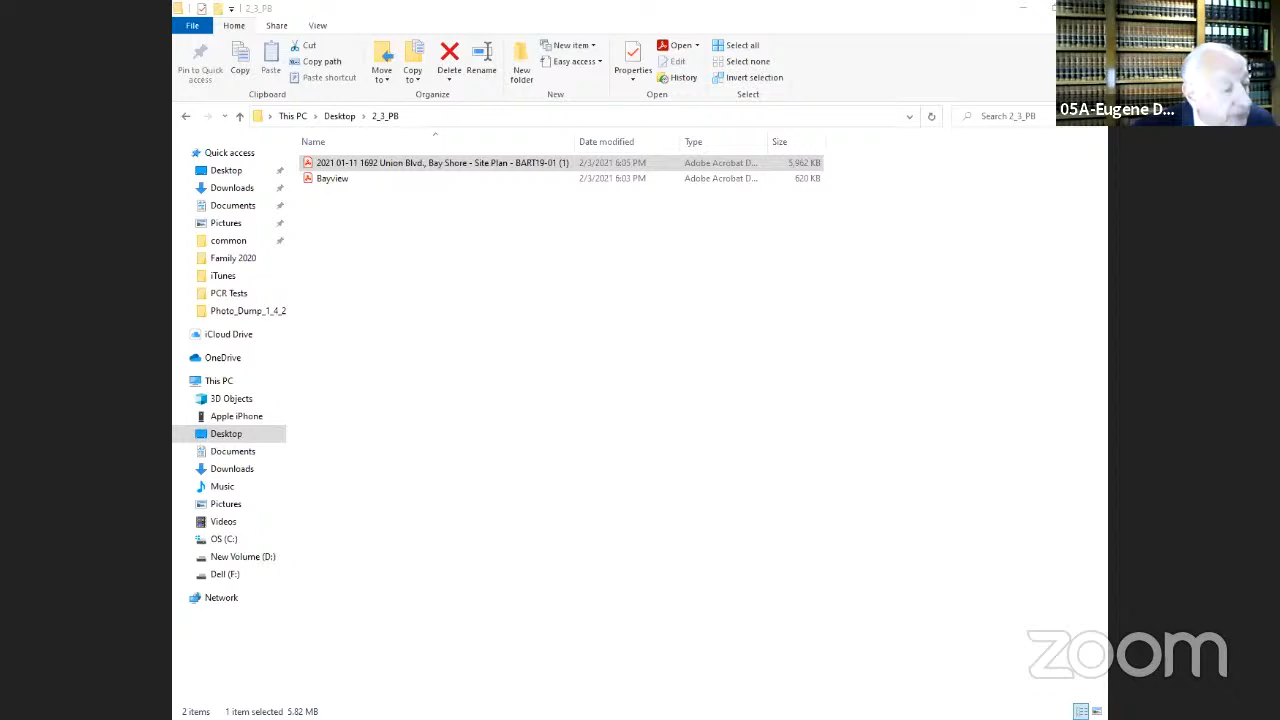 2_3_PB
File Home Share View
Pin to Quick access
Copy
Paste
Cut
Copy path
Paste shortcut
Clipboard
Move to
Copy to
Delete
Rename
Organize
New folder
New item
Easy access
New
Properties
Open
Edit
History
Open
Select all
Select none
Invert selection
Select
05A-Eugene D...
This PC Desktop 2_3_PB
Search 2_3_PB
Name Date modified Type Size
2021 01-11 1692 Union Blvd., Bay Shore - Site Plan - BART19-01 (1) 2/3/2021 6:05 PM Adobe Acrobat D... 5,962 KB
Bayview 2/3/2021 6:03 PM Adobe Acrobat D... 620 KB
Quick access
Desktop
Downloads
Documents
Pictures
common
Family 2020
iTunes
PCR Tests
Photo_Dump_1_4_2
iCloud Drive
OneDrive
This PC
3D Objects
Apple iPhone
Desktop
Documents
Downloads
Music
Pictures
Videos
OS (C:)
New Volume (D:)
Dell (F:)
Network
zoom
2 items 1 item selected 5.82 MB